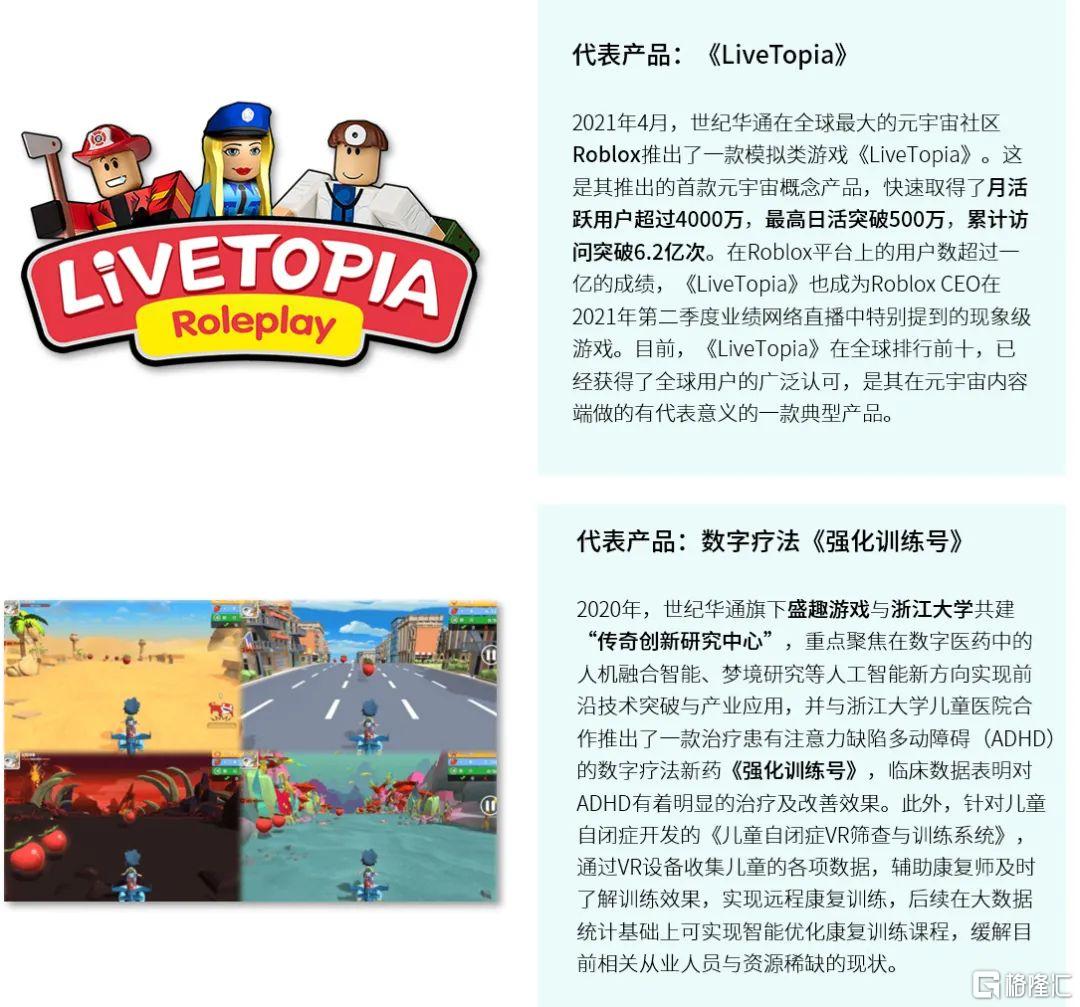 LIVETOPIA
Roleplay
代表产品：《LiveTopia》
2021年4月，世纪华通在全球最大的元宇宙社区
Roblox推出了一款模拟类游戏《LiveTopia》。这
是其推出的首款元宇宙概念产品，快速取得了月活
跃用户超过4000万，最高日活突破500万，累计访
问突破6.2亿次。在Roblox平台上的用户数超过一
亿的成绩，《LiveTopia》也成为Roblox CEO在
2021年第二季度业绩网络直播中特别提到的现象级
游戏。目前，《LiveTopia》在全球排行前十，已
经获得了全球用户的广泛认可，是其在元宇宙内容
端做的有代表意义的一款典型产品。
代表产品：数字疗法《强化训练号》
2020年，世纪华通旗下盛趣游戏与浙江大学共建
“传奇创新研究中心”，重点聚焦在数字医药中的
人机融合智能、梦境研究等人工智能新方向实现前
沿技术突破与产业应用，并与浙江大学儿童医院合
作推出了一款治疗患有注意力缺陷多动障碍（ADHD）
的数字疗法新药《强化训练号》，临床数据表明对
ADHD有着明显的治疗及改善效果。此外，针对儿童
自闭症开发的《儿童自闭症VR筛查与训练系统》，
通过VR设备收集儿童的各项数据，辅助康复师及时
了解训练效果，实现远程康复训练，后续在大数据
统计基础上可实现智能优化康复训练课程，缓解目
前相关从业人员与资源稀缺的现状。
格隆汇